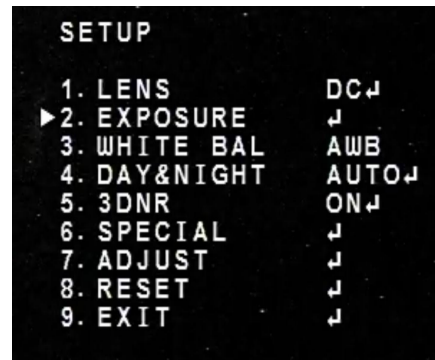 SETUP
1. LENS DC↵
▶2. EXPOSURE ↵
3. WHITE BAL AWB
4. DAY&NIGHT AUTO↵
5. 3DNR ON↵
6. SPECIAL ↵
7. ADJUST ↵
8. RESET ↵
9. EXIT ↵